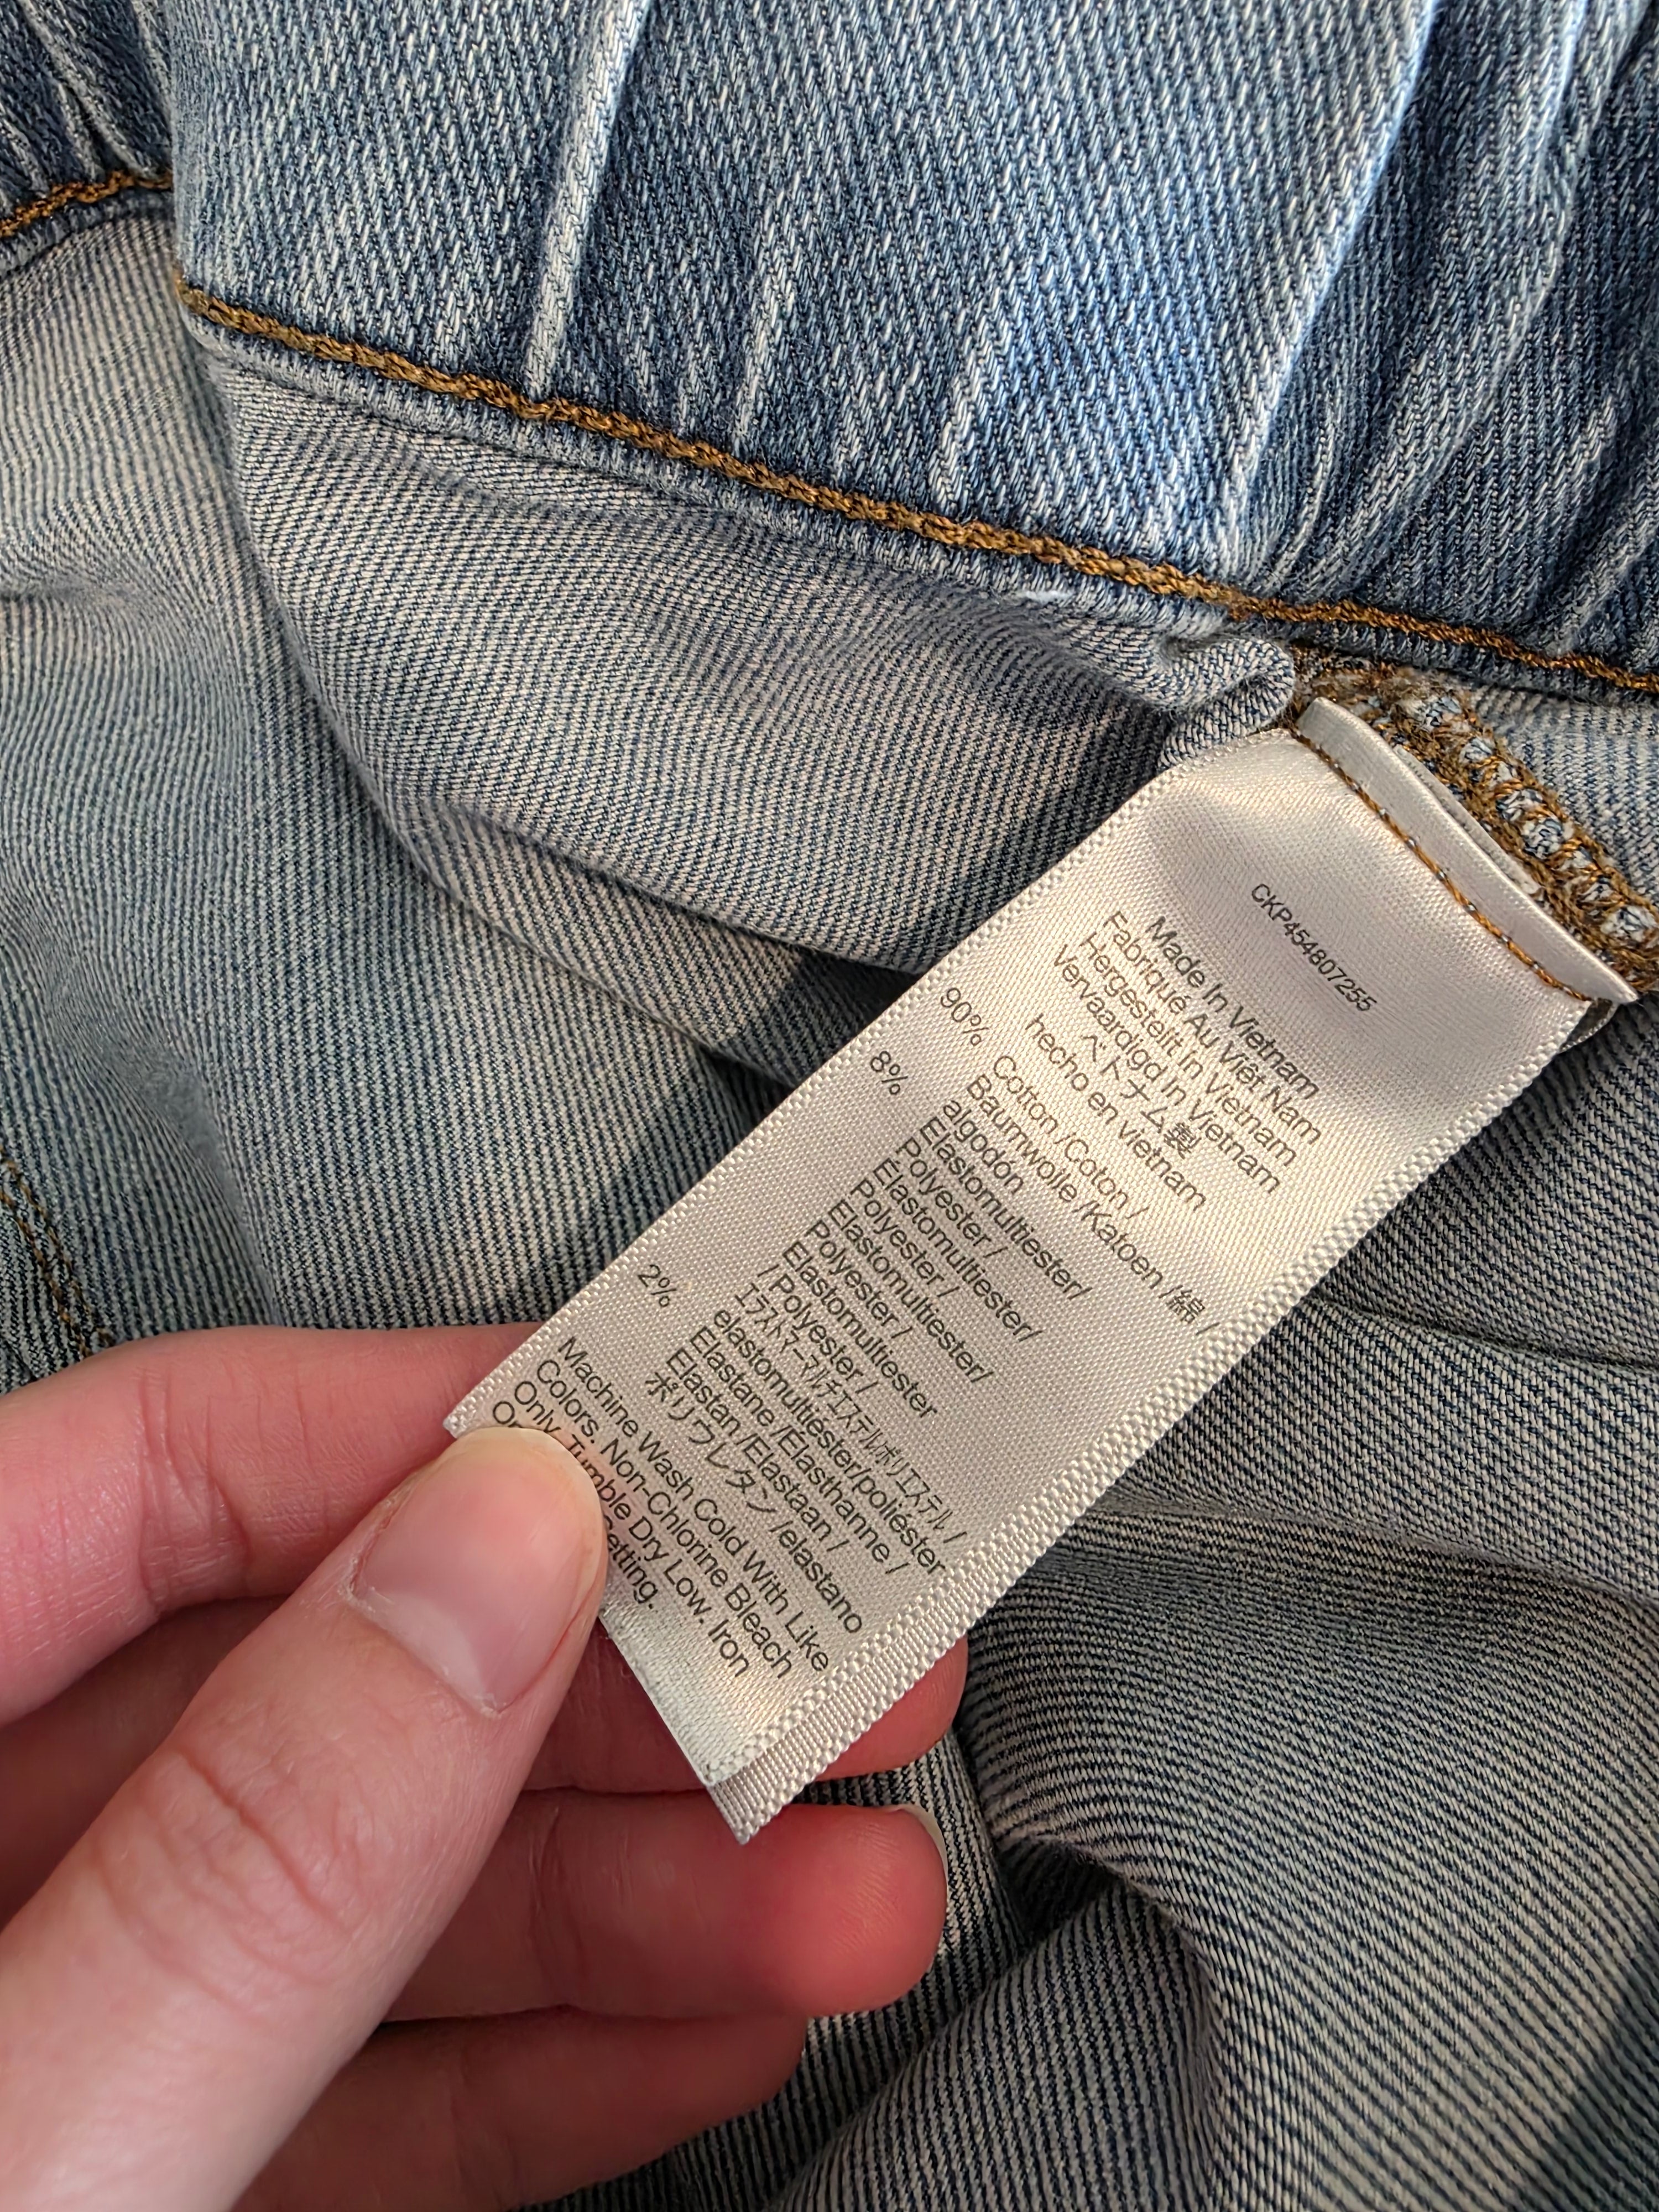 CKP454807255
Made In Vietnam
Fabriqué Au Việt Nam
Hergestellt In Vietnam
Vervaardigd In Vietnam
ベトナム製
hecho en vietnam
90% Cotton /Coton /
Baumwolle /Katoen /綿 /
algodón
8% Elastomultiester/
Polyester /
Élastomultiester/
Polyester /
Elastomultiester/
Polyester /
Elastomultiester
/ Polyester /
エラストマーマルチエステル/ポリエステル /
elastomultiéster/poliéster
2% Elastane /Elasthanne /
Elastan /Elastaan /
ポリウレタン /elastano
Machine Wash Cold With Like
Colors. Non-Chlorine Bleach
Only. Tumble Dry Low. Iron
Setting.